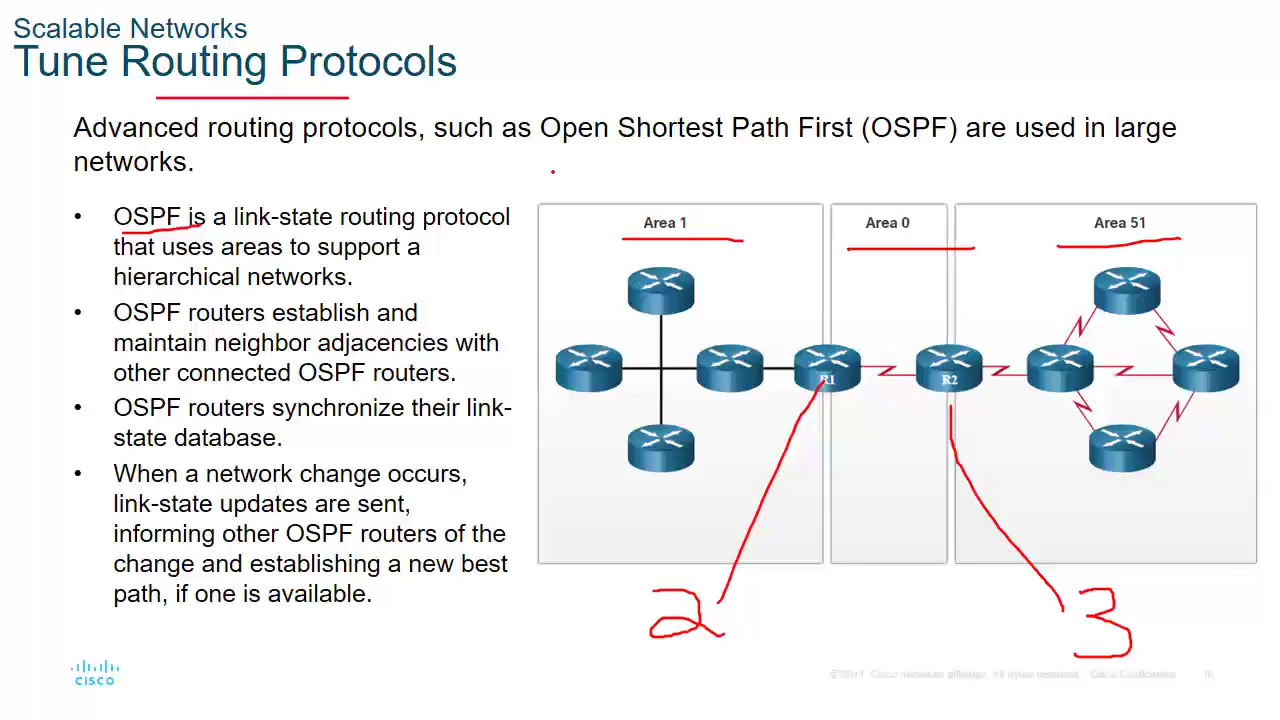 Scalable Networks
Tune Routing Protocols
Advanced routing protocols, such as Open Shortest Path First (OSPF) are used in large
networks.
• OSPF is a link-state routing protocol
that uses areas to support a
hierarchical networks.
• OSPF routers establish and
maintain neighbor adjacencies with
other connected OSPF routers.
• OSPF routers synchronize their link-
state database.
• When a network change occurs,
link-state updates are sent,
informing other OSPF routers of the
change and establishing a new best
path, if one is available.
Area 1
Area 0
Area 51
R1
R2
2
3
CISCO
Cisco Confidential